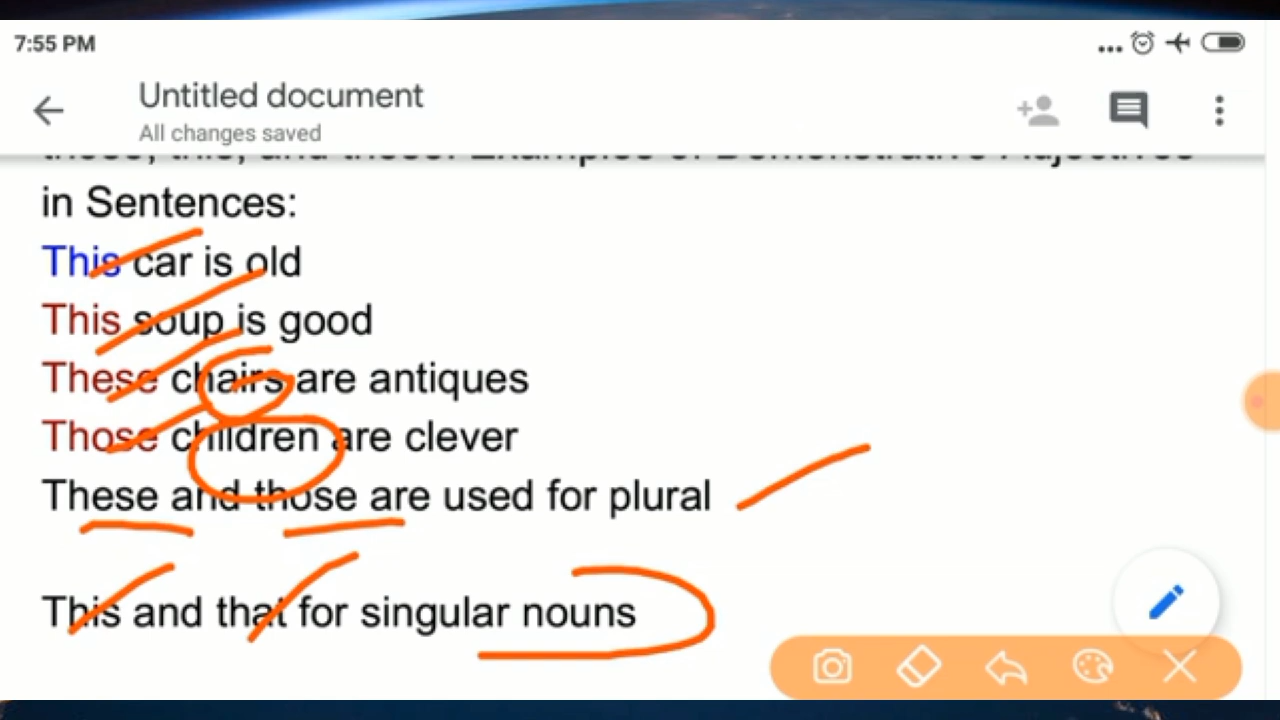 7:55 PM
Untitled document
All changes saved
in Sentences:
This car is old
This soup is good
These chairs are antiques
Those children are clever
These and those are used for plural
This and that for singular nouns